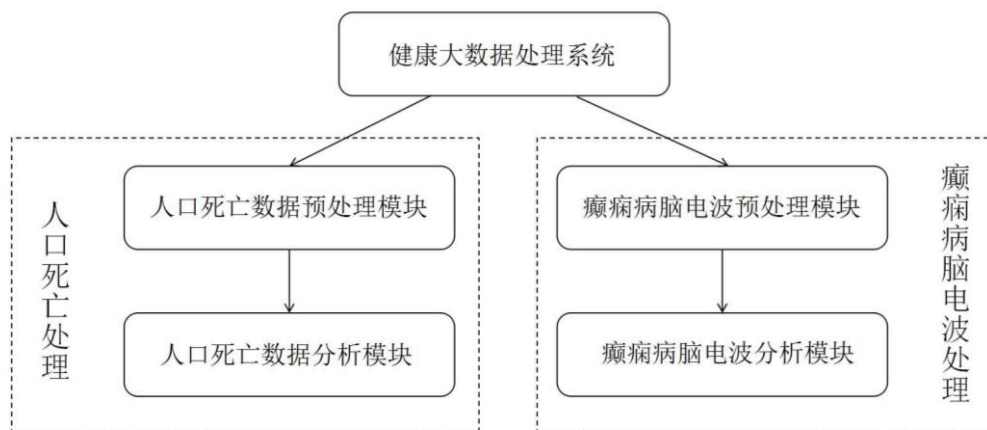 健康大数据处理系统
人口死亡处理
人口死亡数据预处理模块
人口死亡数据分析模块
癫痫病脑电波预处理模块
癫痫病脑电波分析模块
癫痫病脑电波处理